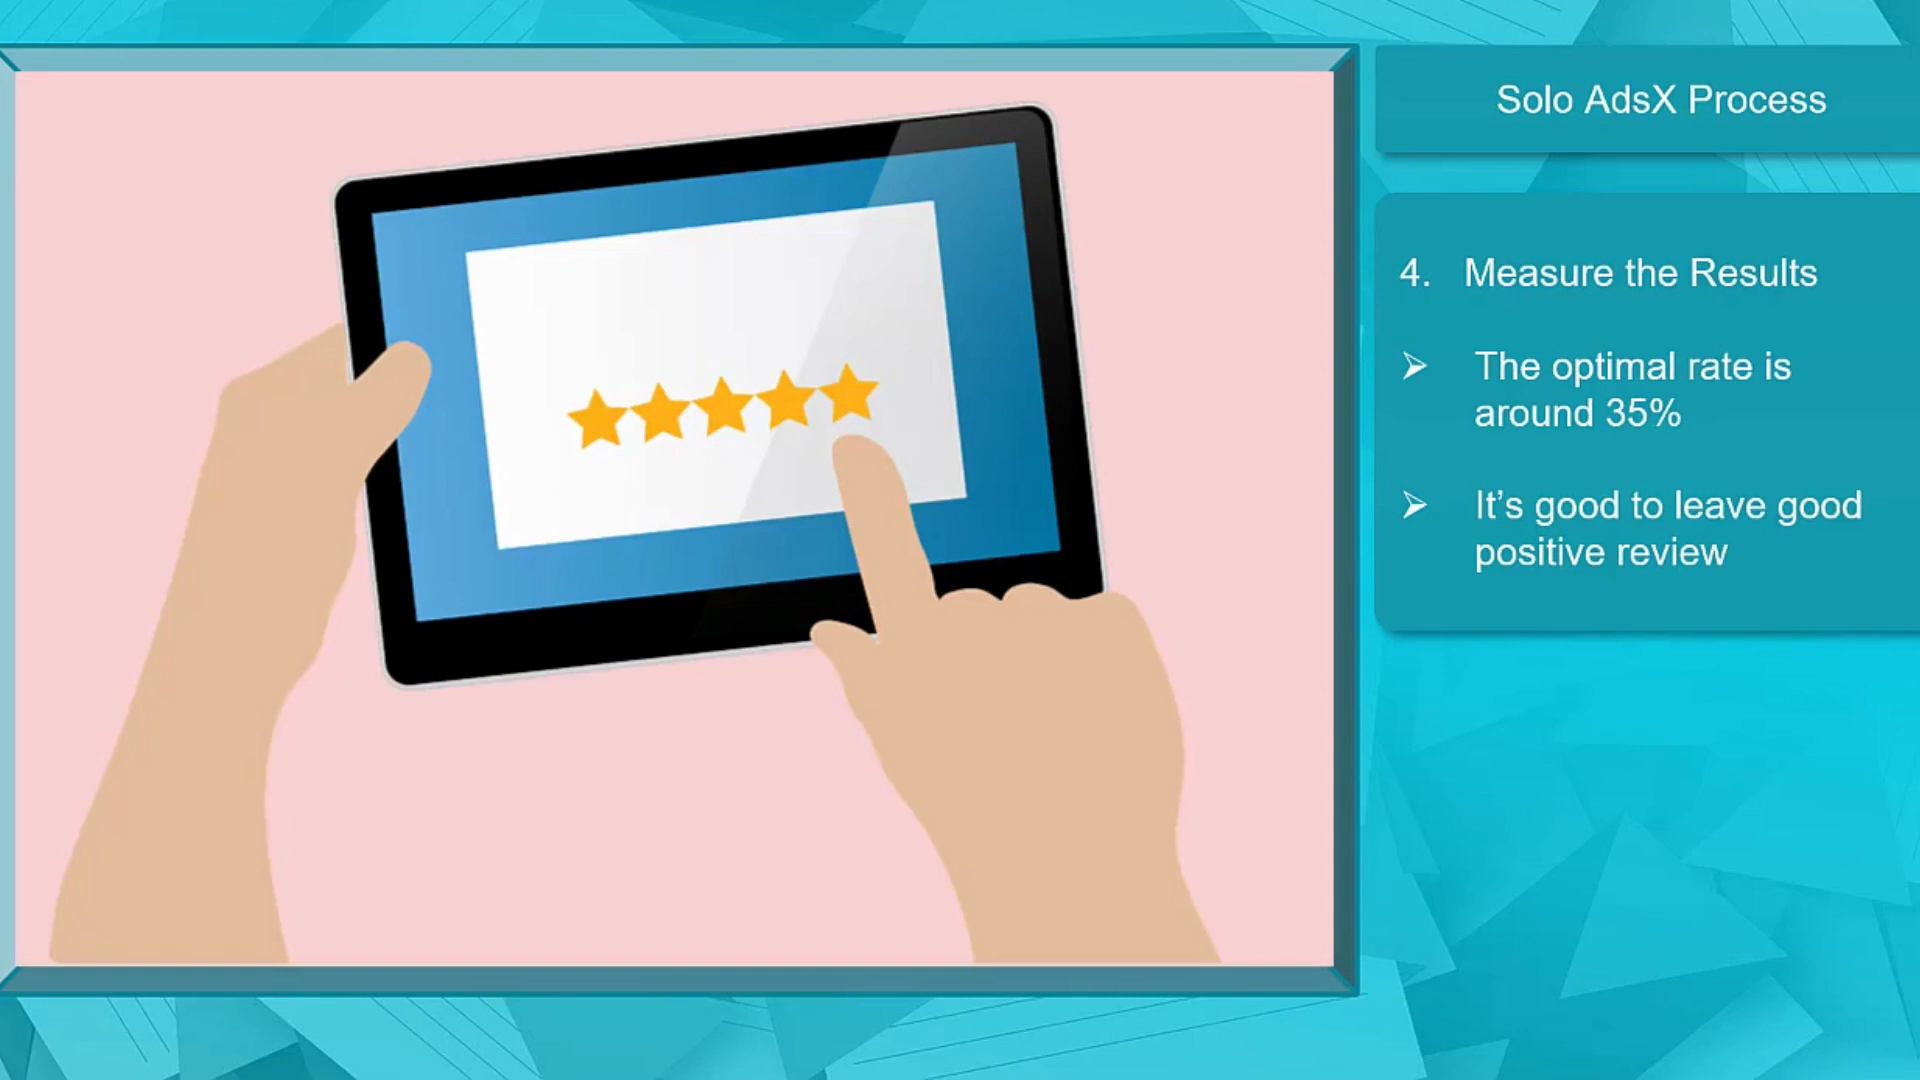 Solo AdsX Process
4. Measure the Results
➢ The optimal rate is
around 35%
➢ It’s good to leave good
positive review